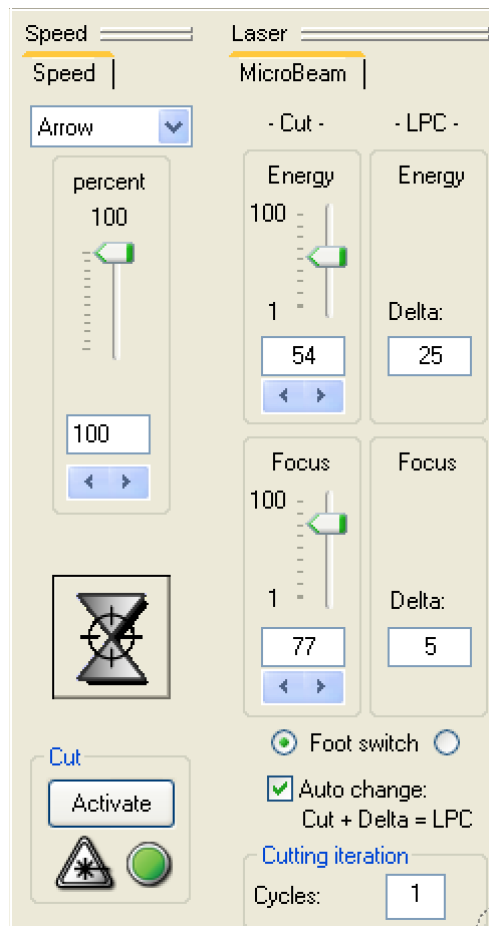 Speed
Speed
Arrow
percent
100
100
Laser
MicroBeam
- Cut -
- LPC -
Energy
100
1
54
Energy
Delta:
25
Focus
100
1
77
Focus
Delta:
5
Foot switch
Auto change:
Cut + Delta = LPC
Cut
Activate
Cutting iteration
Cycles:
1